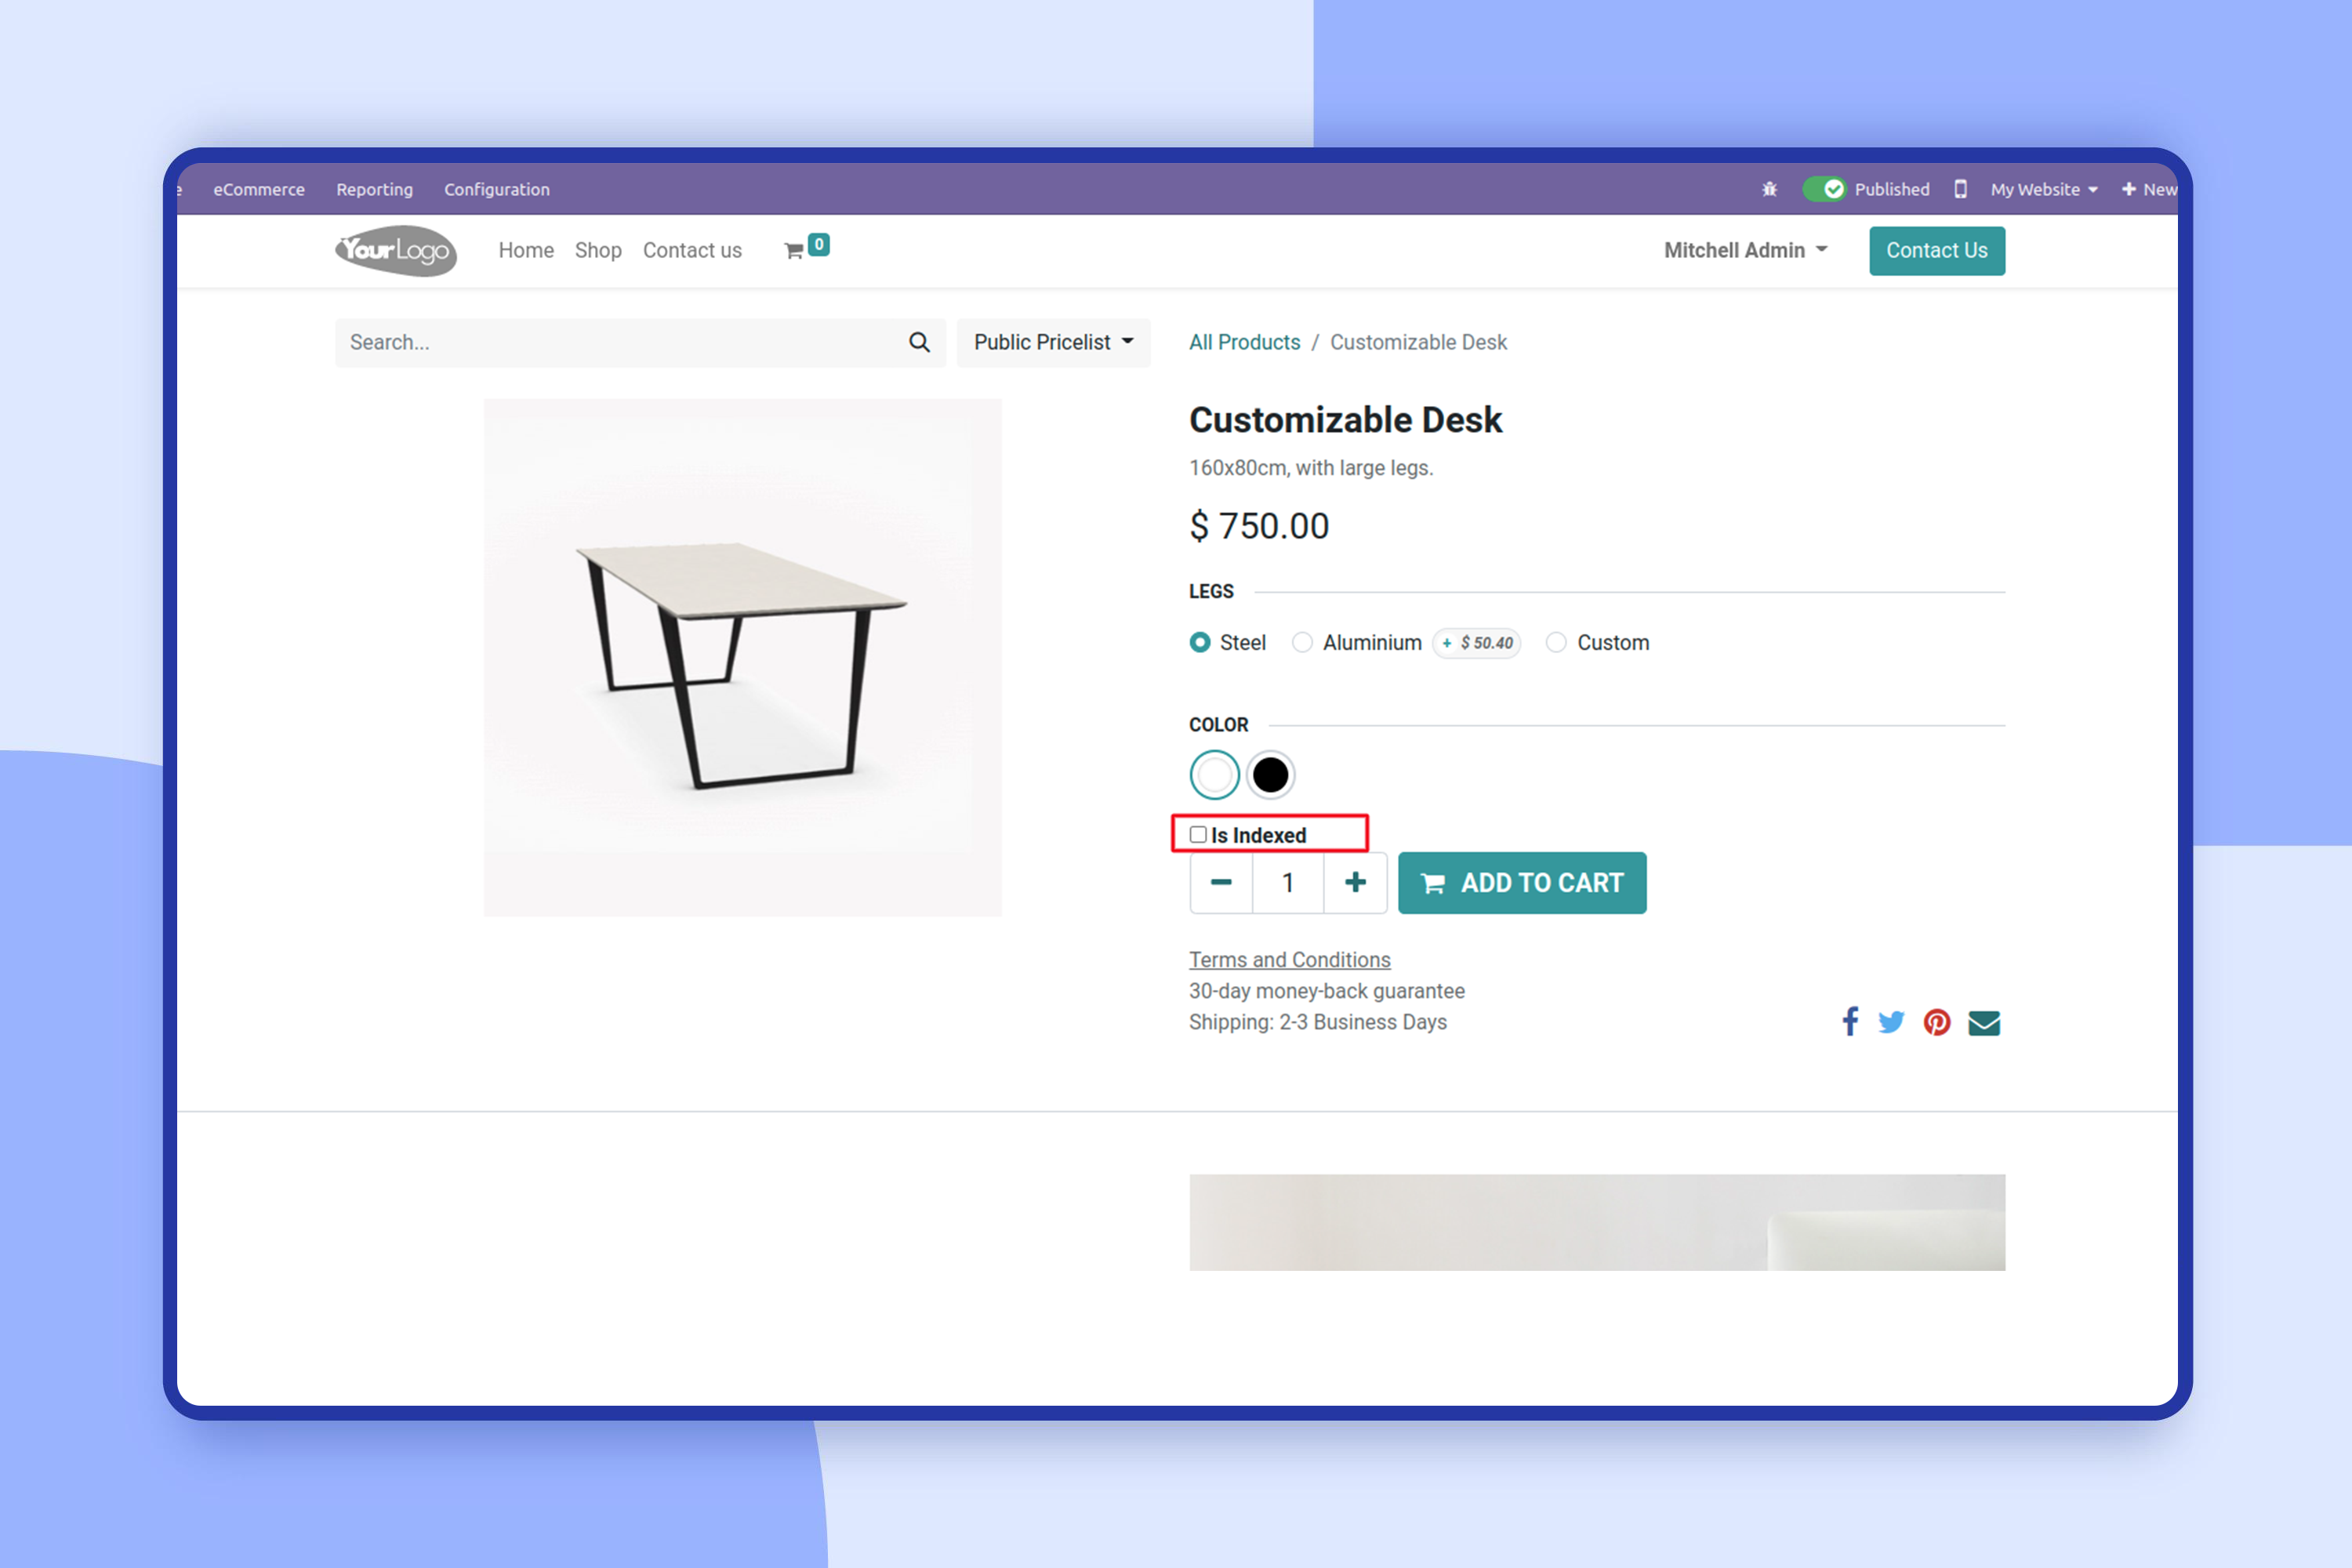 eCommerce Reporting Configuration Published My Website New
YourLogo Home Shop Contact us 0 Mitchell Admin Contact Us
Search... Public Pricelist All Products / Customizable Desk
Customizable Desk
160x80cm, with large legs.
$ 750.00
LEGS
Steel Aluminium + $ 50.40 Custom
COLOR
Is Indexed
1 ADD TO CART
Terms and Conditions
30-day money-back guarantee
Shipping: 2-3 Business Days